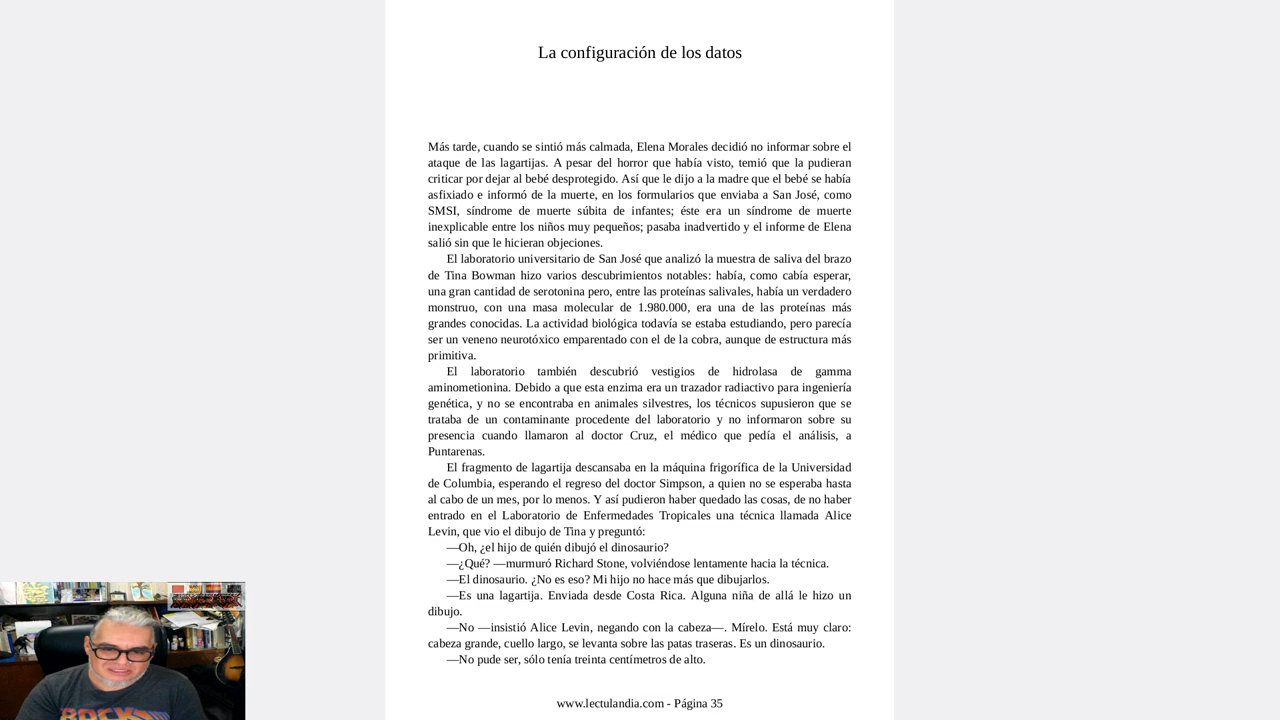 La configuración de los datos
Más tarde, cuando se sintió más calmada, Elena Morales decidió no informar sobre el
ataque de las lagartijas. A pesar del horror que había visto, temió que la pudieran
criticar por dejar al bebé desprotegido. Así que le dijo a la madre que el bebé se había
asfixiado e informó de la muerte, en los formularios que enviaba a San José, como
SMSI, síndrome de muerte súbita de infantes; éste era un síndrome de muerte
inexplicable entre los niños muy pequeños; pasaba inadvertido y el informe de Elena
salió sin que le hicieran objeciones.
El laboratorio universitario de San José que analizó la muestra de saliva del brazo
de Tina Bowman hizo varios descubrimientos notables: había, como cabía esperar,
una gran cantidad de serotonina pero, entre las proteínas salivales, había un verdadero
monstruo, con una masa molecular de 1.980.000, era una de las proteínas más
grandes conocidas. La actividad biológica todavía se estaba estudiando, pero parecía
ser un veneno neurotóxico emparentado con el de la cobra, aunque de estructura más
primitiva.
El laboratorio también descubrió vestigios de hidrolasa de gamma
aminometionina. Debido a que esta enzima era un trazador radiactivo para ingeniería
genética, y no se encontraba en animales silvestres, los técnicos supusieron que se
trataba de un contaminante procedente del laboratorio y no informaron sobre su
presencia cuando llamaron al doctor Cruz, el médico que pedía el análisis, a
Puntarenas.
El fragmento de lagartija descansaba en la máquina frigorífica de la Universidad
de Columbia, esperando el regreso del doctor Simpson, a quien no se esperaba hasta
al cabo de un mes, por lo menos. Y así pudieron haber quedado las cosas, de no haber
entrado en el Laboratorio de Enfermedades Tropicales una técnica llamada Alice
Levin, que vio el dibujo de Tina y preguntó:
—Oh, ¿el hijo de quién dibujó el dinosaurio?
—¿Qué? —murmuró Richard Stone, volviéndose lentamente hacia la técnica.
—El dinosaurio. ¿No es eso? Mi hijo no hace más que dibujarlos.
—Es una lagartija. Enviada desde Costa Rica. Alguna niña de allá le hizo un
dibujo.
—No —insistió Alice Levin, negando con la cabeza—. Mírelo. Está muy claro:
cabeza grande, cuello largo, se levanta sobre las patas traseras. Es un dinosaurio.
—No pude ser, sólo tenía treinta centímetros de alto.
www.lectulandia.com - Página 35
ROCK